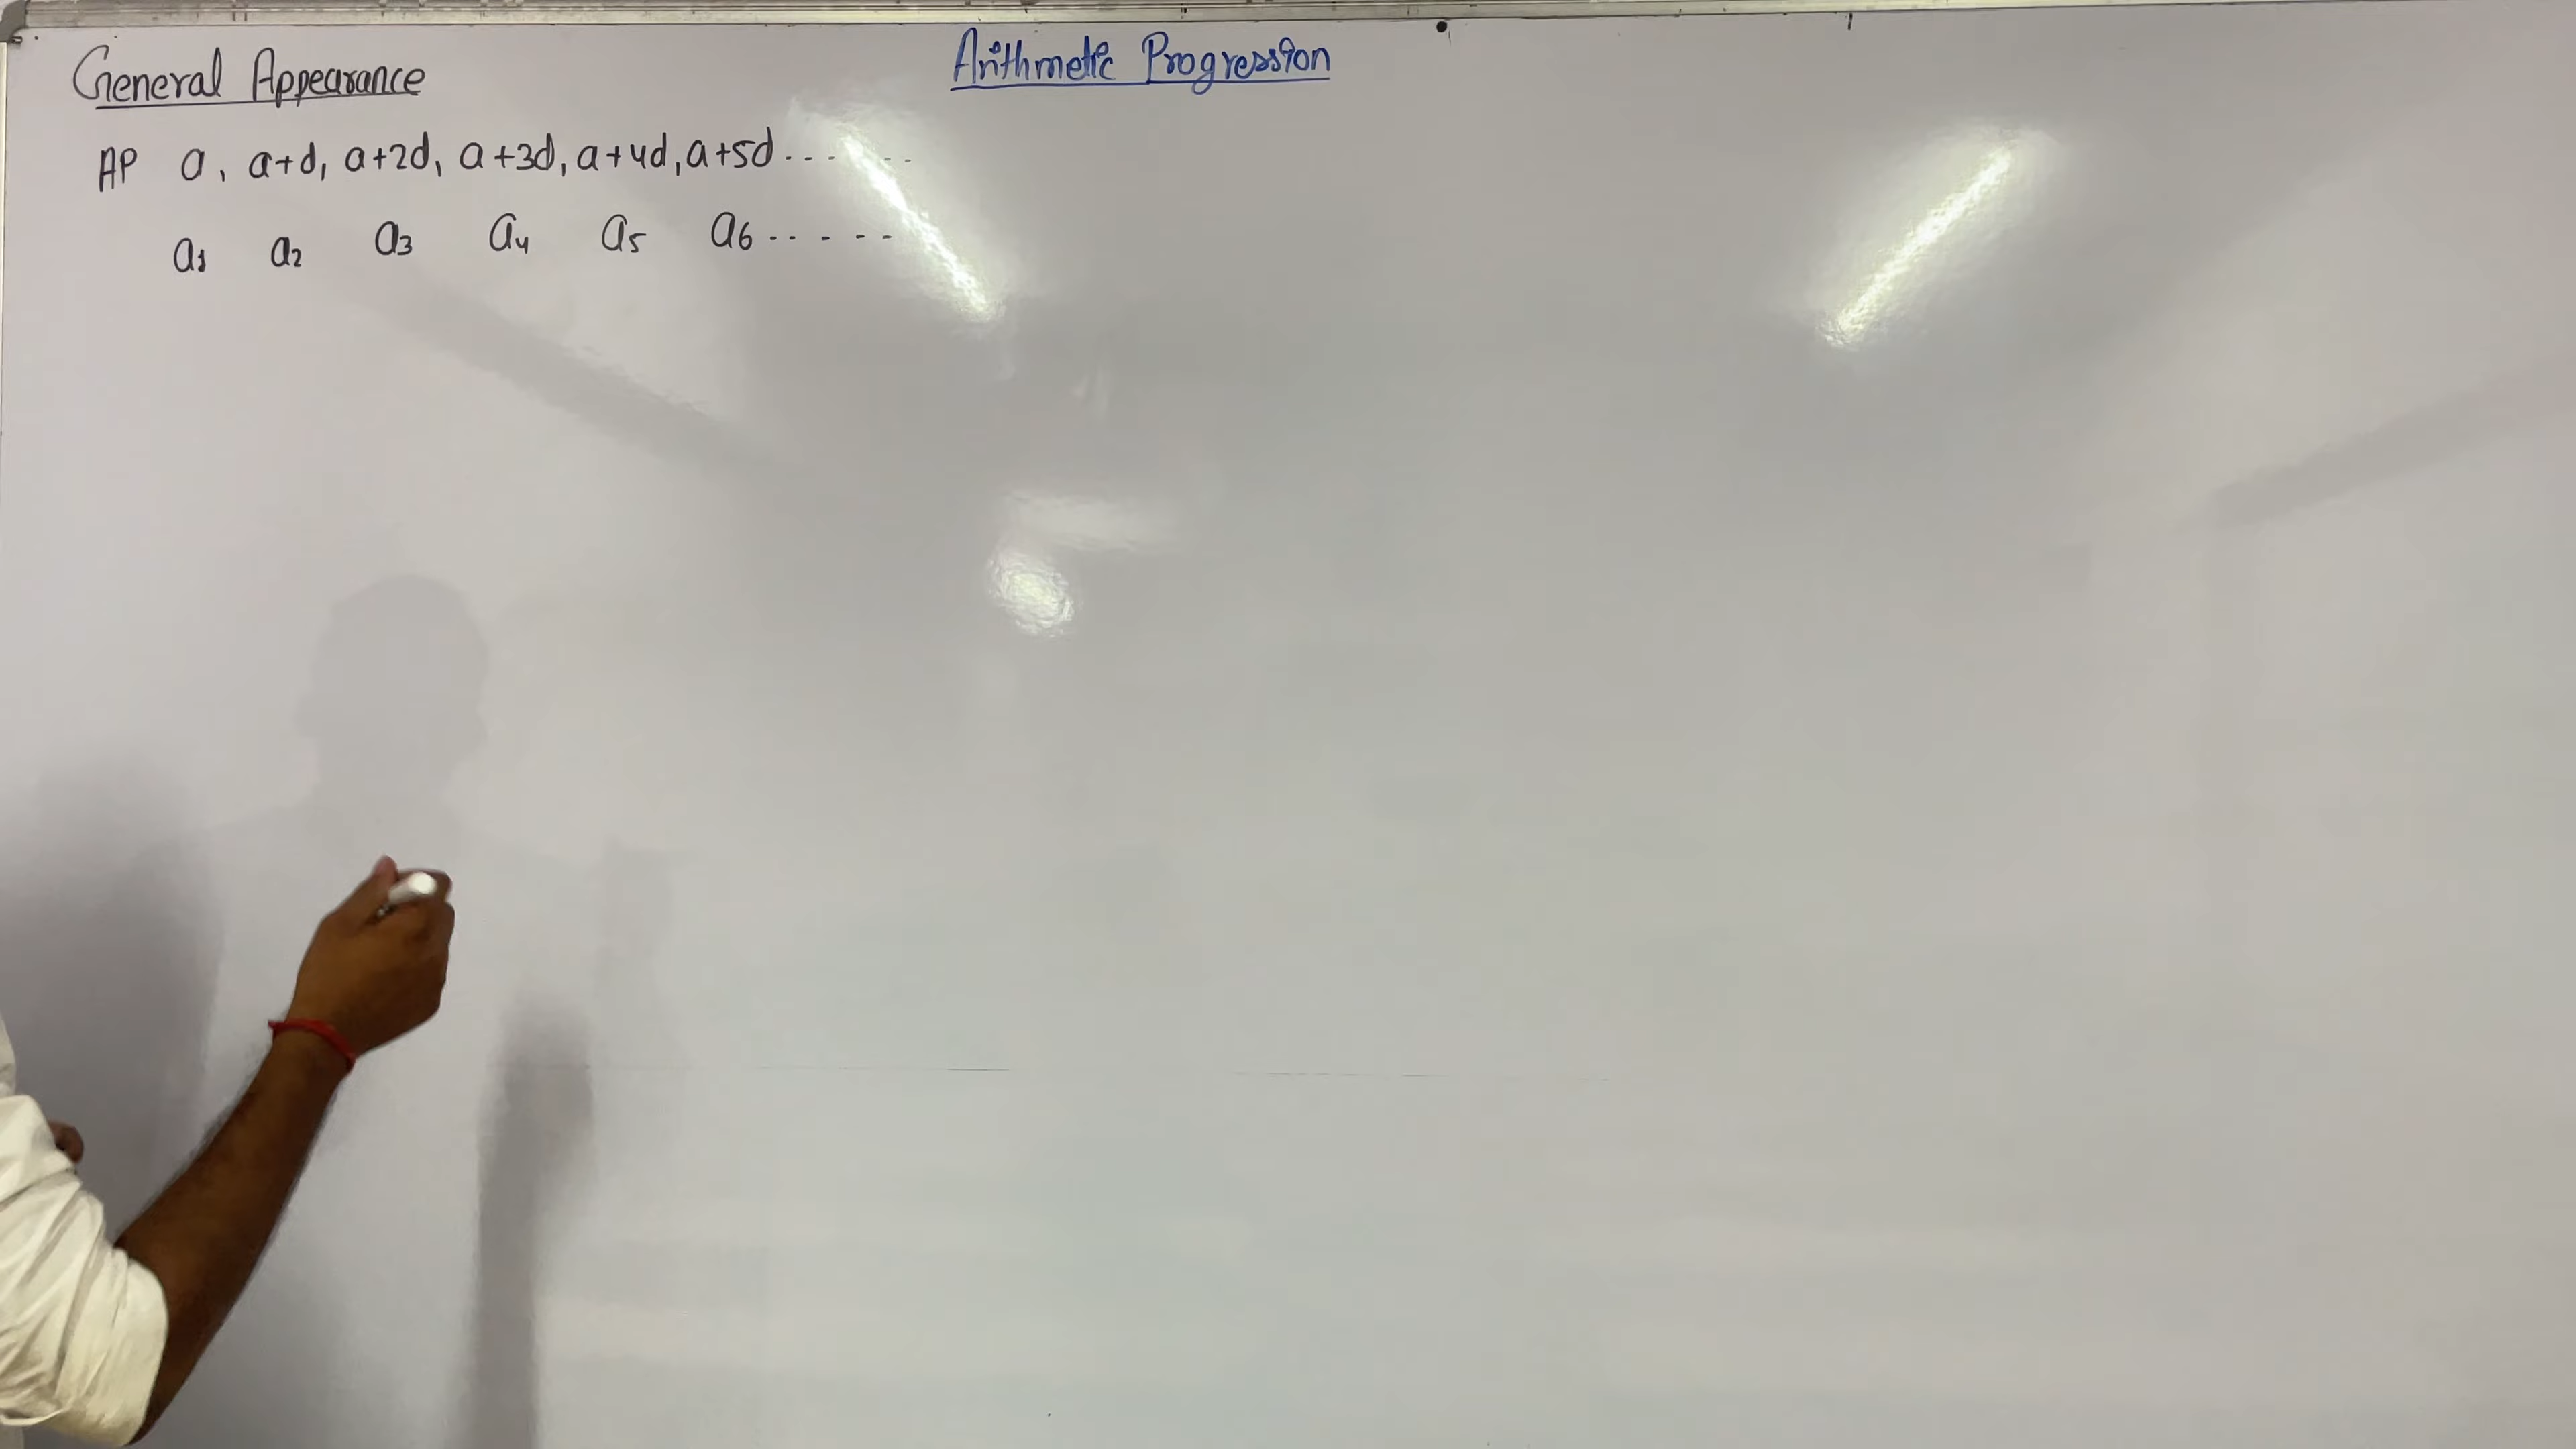 Arithmetic Progression
General Appearance
AP a, a+d, a+2d, a+3d, a+4d, a+5d.......
a1 a2 a3 a4 a5 a6.....